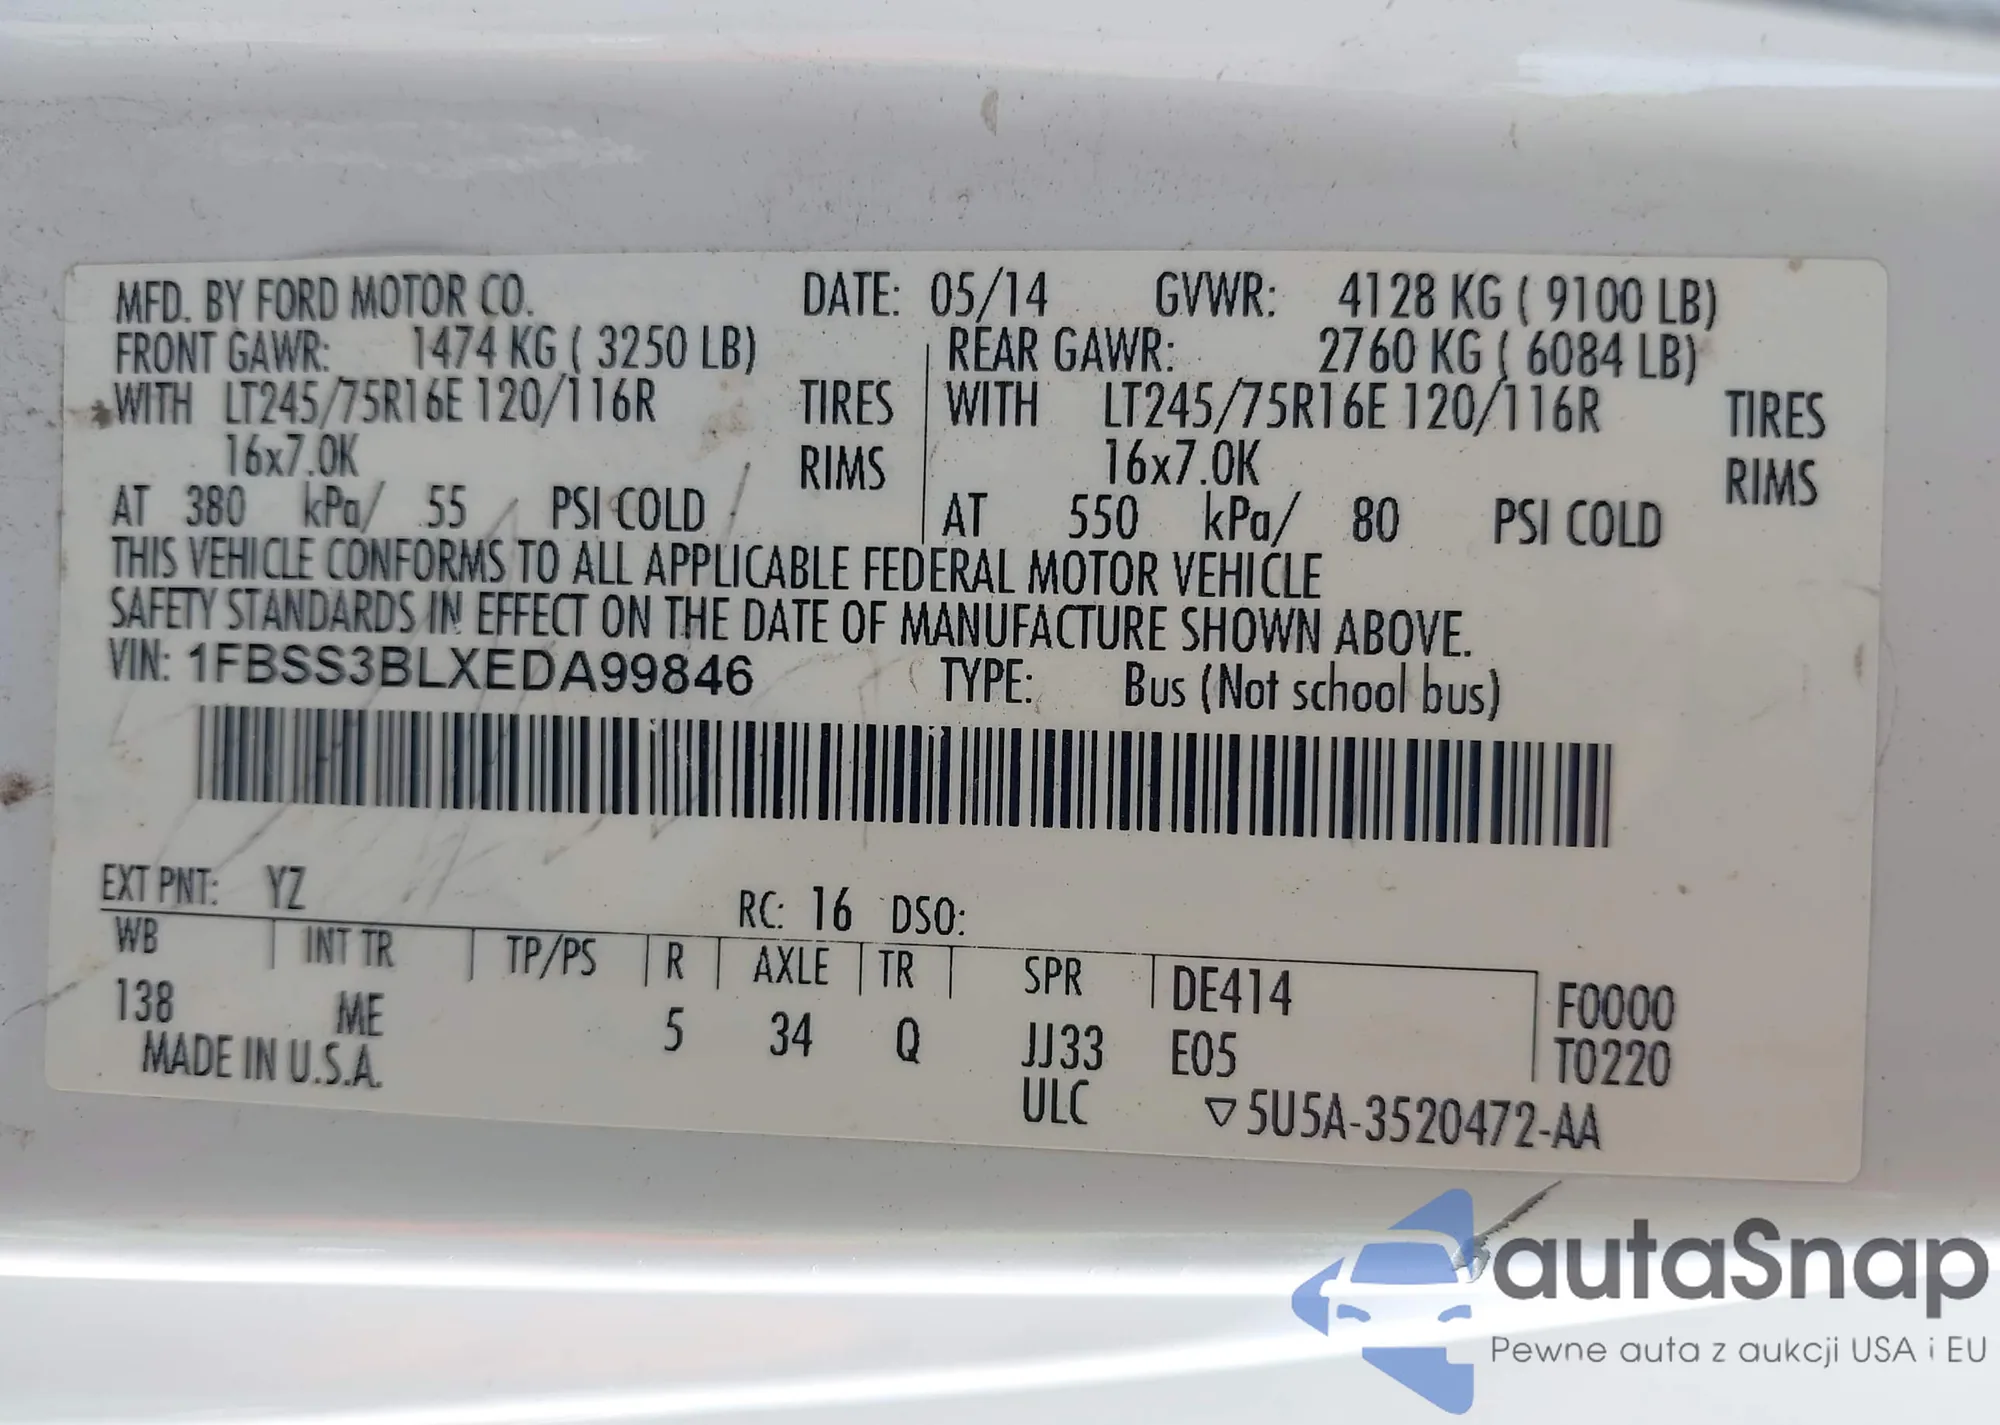 MFD. BY FORD MOTOR CO. DATE: 05/14 GVWR: 4128 KG ( 9100 LB)
FRONT GAWR: 1474 KG ( 3250 LB) REAR GAWR: 2760 KG ( 6084 LB)
WITH LT245/75R16E 120/116R TIRES WITH LT245/75R16E 120/116R TIRES
16x7.0K RIMS 16x7.0K RIMS
AT 380 kPa/ 55 PSI COLD AT 550 kPa/ 80 PSI COLD
THIS VEHICLE CONFORMS TO ALL APPLICABLE FEDERAL MOTOR VEHICLE
SAFETY STANDARDS IN EFFECT ON THE DATE OF MANUFACTURE SHOWN ABOVE.
VIN: 1FBSS3BLXEDA99846 TYPE: Bus (Not school bus)
EXT PNT: YZ RC: 16 DSO:
WB INT TR TP/PS R AXLE TR SPR DE414 F0000
138 ME 5 34 Q JJ33 E05 T0220
MADE IN U.S.A. ULC ▽5U5A-3520472-AA
autaSnap
Pewne auta z aukcji USA i EU